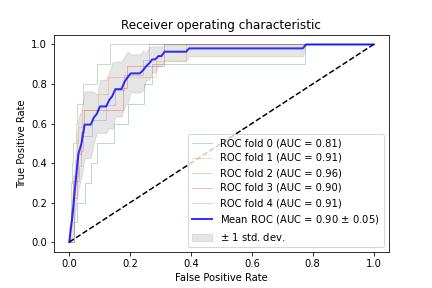 Receiver operating characteristic
1.0
0.8
0.6
0.4
0.2
0.0
True Positive Rate
ROC fold 0 (AUC = 0.81)
ROC fold 1 (AUC = 0.91)
ROC fold 2 (AUC = 0.96)
ROC fold 3 (AUC = 0.90)
ROC fold 4 (AUC = 0.91)
Mean ROC (AUC = 0.90 ± 0.05)
± 1 std. dev.
0.0 0.2 0.4 0.6 0.8 1.0
False Positive Rate